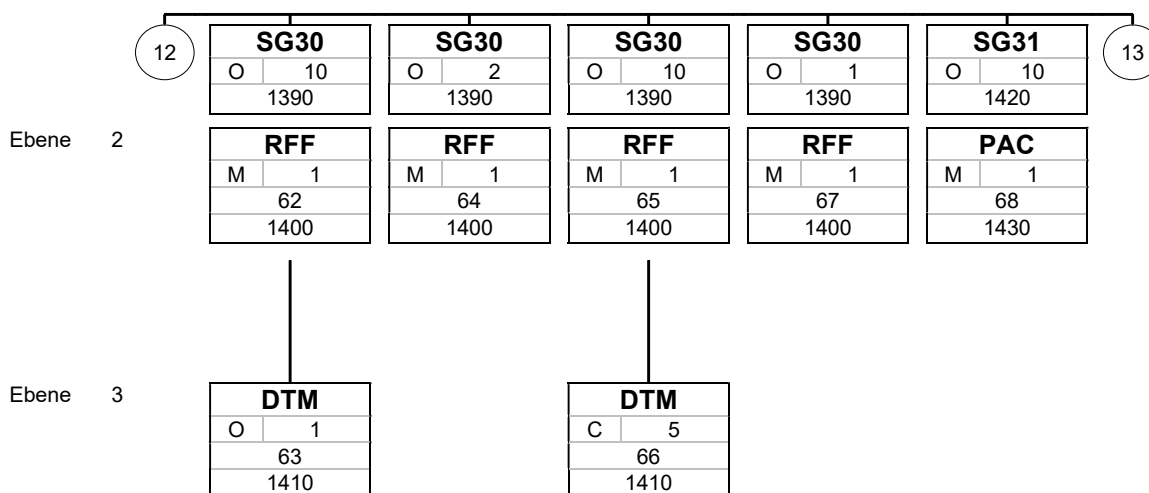 12 SG30 SG30 SG30 SG30 SG31 13
O 10 O 2 O 10 O 1 O 10
1390 1390 1390 1390 1420
Ebene 2 RFF RFF RFF RFF PAC
M 1 M 1 M 1 M 1 M 1
62 64 65 67 68
1400 1400 1400 1400 1430
Ebene 3 DTM DTM
O 1 C 5
63 66
1410 1410